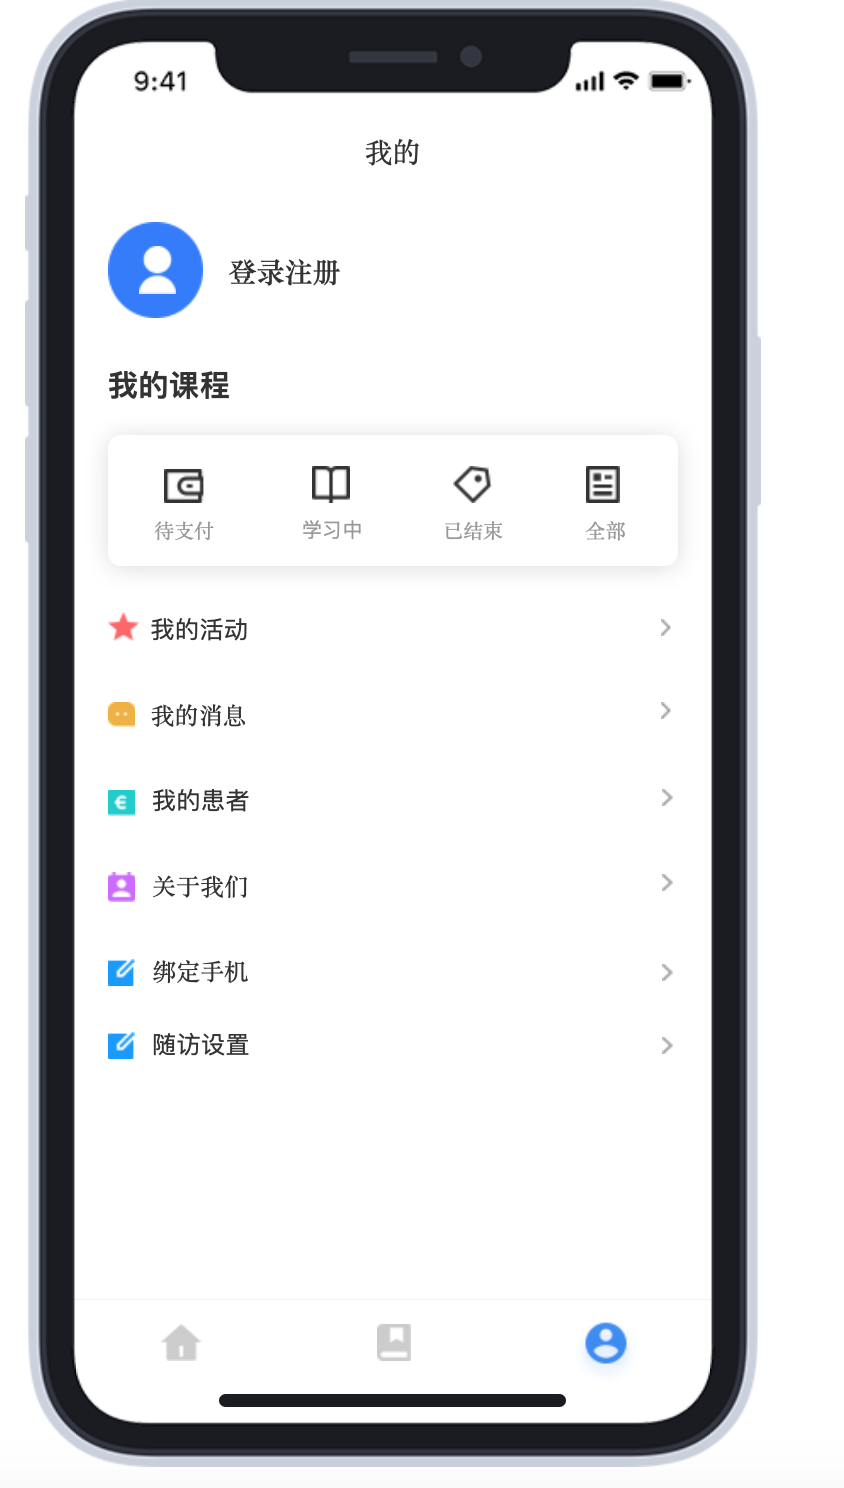 9:41
我的
登录注册
我的课程
待支付 学习中 已结束 全部
我的活动
我的消息
我的患者
关于我们
绑定手机
随访设置